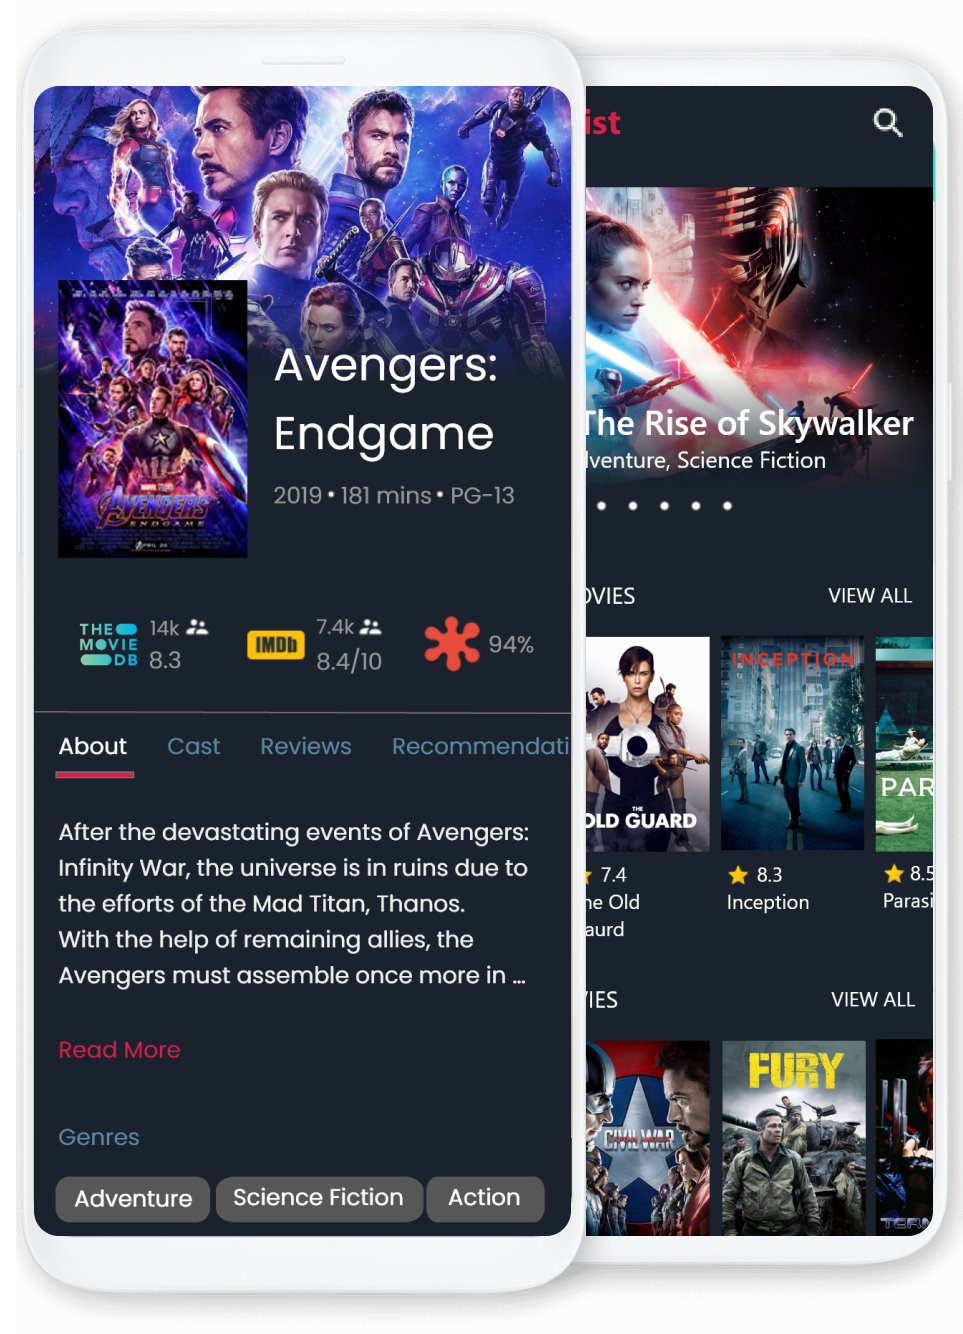 Avengers:
Endgame
2019 • 181 mins • PG-13
THE
MOVIE
DB
14k
8.3
IMDb
7.4k
8.4/10
94%
About
Cast
Reviews
Recommendati
After the devastating events of Avengers:
Infinity War, the universe is in ruins due to
the efforts of the Mad Titan, Thanos.
With the help of remaining allies, the
Avengers must assemble once more in ...
Read More
Genres
Adventure
Science Fiction
Action
AVENGERS
ENDGAME
ist
The Rise of Skywalker
dventure, Science Fiction
OVIES
VIEW ALL
THE
OLD GUARD
INCEPTION
PAR
7.4
he Old
aurd
8.3
Inception
8.5
Parasi
VIES
VIEW ALL
CIVIL WAR
FURY
TERM